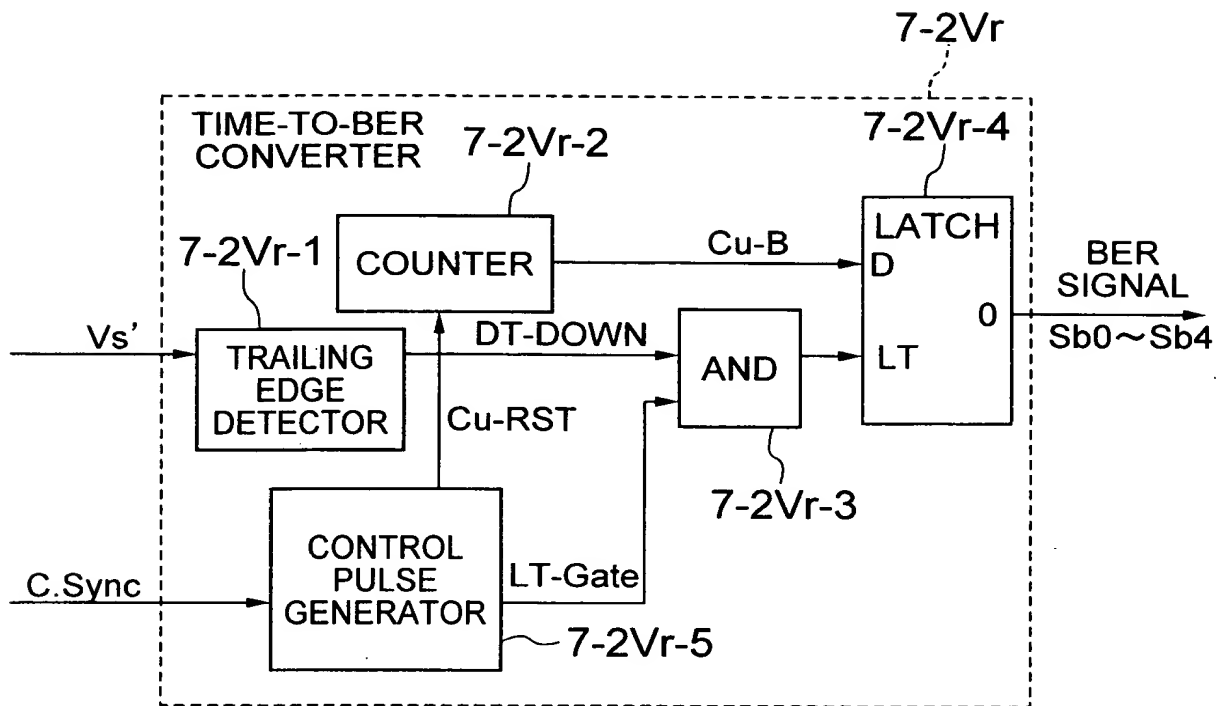 7-2Vr
TIME-TO-BER
CONVERTER
7-2Vr-2
7-2Vr-4
7-2Vr-1
COUNTER
Cu-B
LATCH
D
BER
SIGNAL
0
Sb0～Sb4
Vs'
TRAILING
EDGE
DETECTOR
DT-DOWN
AND
LT
Cu-RST
7-2Vr-3
C.Sync
CONTROL
PULSE
GENERATOR
LT-Gate
7-2Vr-5